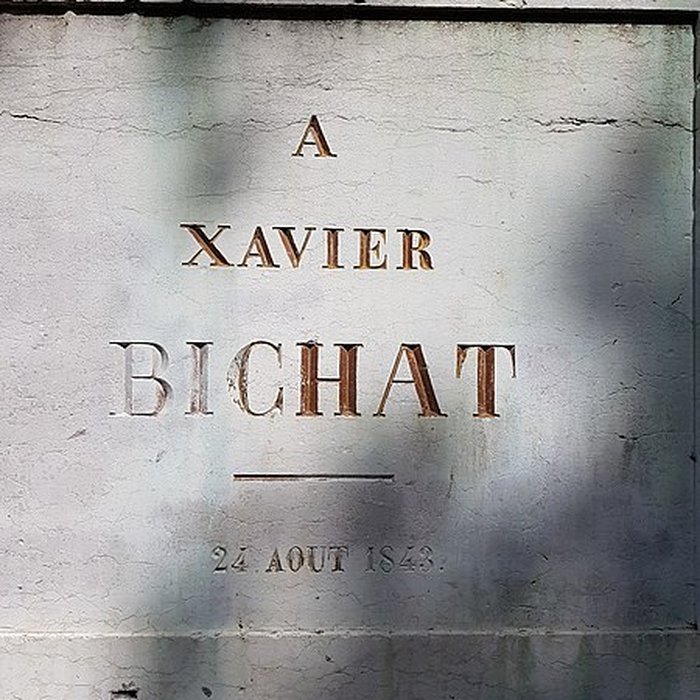 A
XAVIER
BICHAT
24 AOUT 1843.